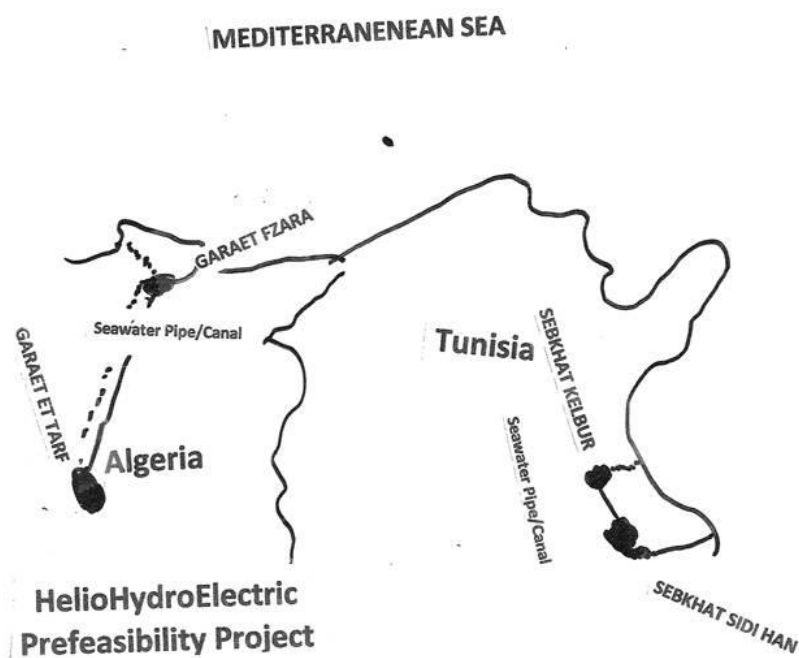 MEDITERRANENEAN SEA
GARAET FZARA
Seawater Pipe/Canal
GARAET ET TARF
Algeria
Tunisia
SEBKHAT KELBUR
Seawater Pipe/Canal
SEBKHAT SIDI HAN
HelioHydroElectric
Prefeasibility Project